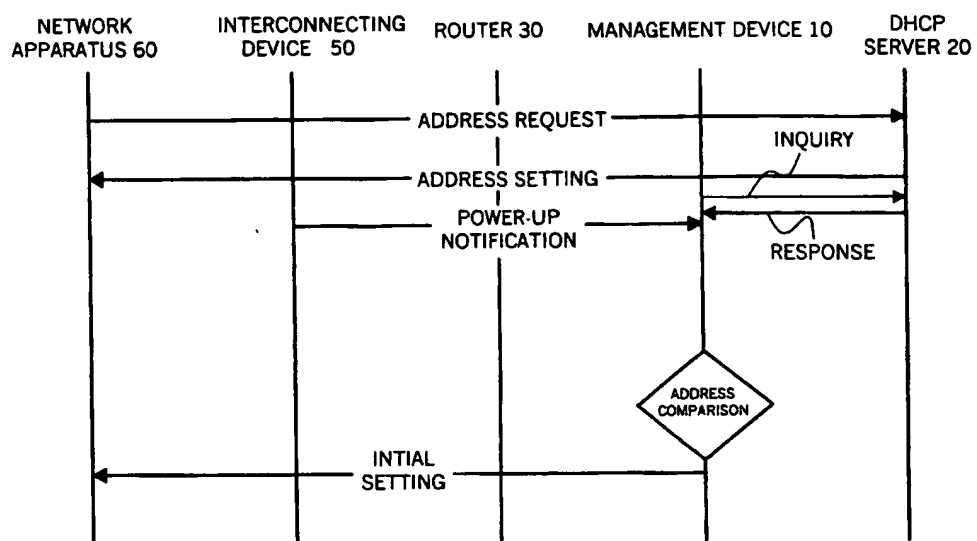 NETWORK
APPARATUS 60
INTERCONNECTING
DEVICE 50
ROUTER 30
MANAGEMENT DEVICE 10
DHCP
SERVER 20
ADDRESS REQUEST
INQUIRY
ADDRESS SETTING
POWER-UP
NOTIFICATION
RESPONSE
ADDRESS
COMPARISON
INTIAL
SETTING